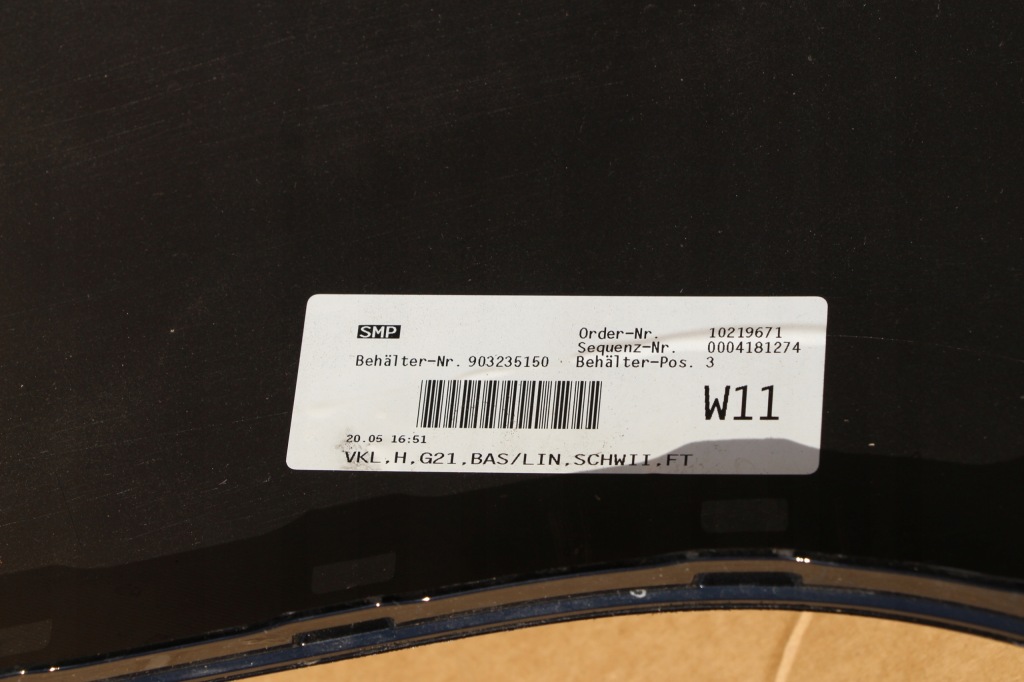 SMP
Order-Nr. 10219671
Sequenz-Nr. 0004181274
Behälter-Nr. 903235150 Behälter-Pos. 3
W11
20.05 16:51
VKL,H,G21,BAS/LIN,SCHWII,FT